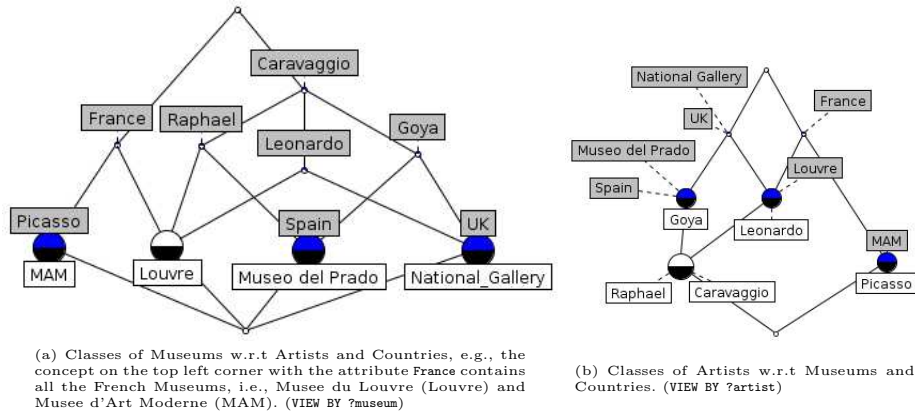 Caravaggio
France
Raphael
Goya
Leonardo
Picasso
Spain
UK
MAM
Louvre
Museo del Prado
National_Gallery
(a) Classes of Museums w.r.t Artists and Countries, e.g., the
concept on the top left corner with the attribute France contains
all the French Museums, i.e., Musee du Louvre (Louvre) and
Musee d'Art Moderne (MAM). (VIEW BY ?museum)
National Gallery
France
UK
Museo del Prado
Louvre
Spain
Goya
Leonardo
MAM
Raphael
Caravaggio
Picasso
(b) Classes of Artists w.r.t Museums and
Countries. (VIEW BY ?artist)